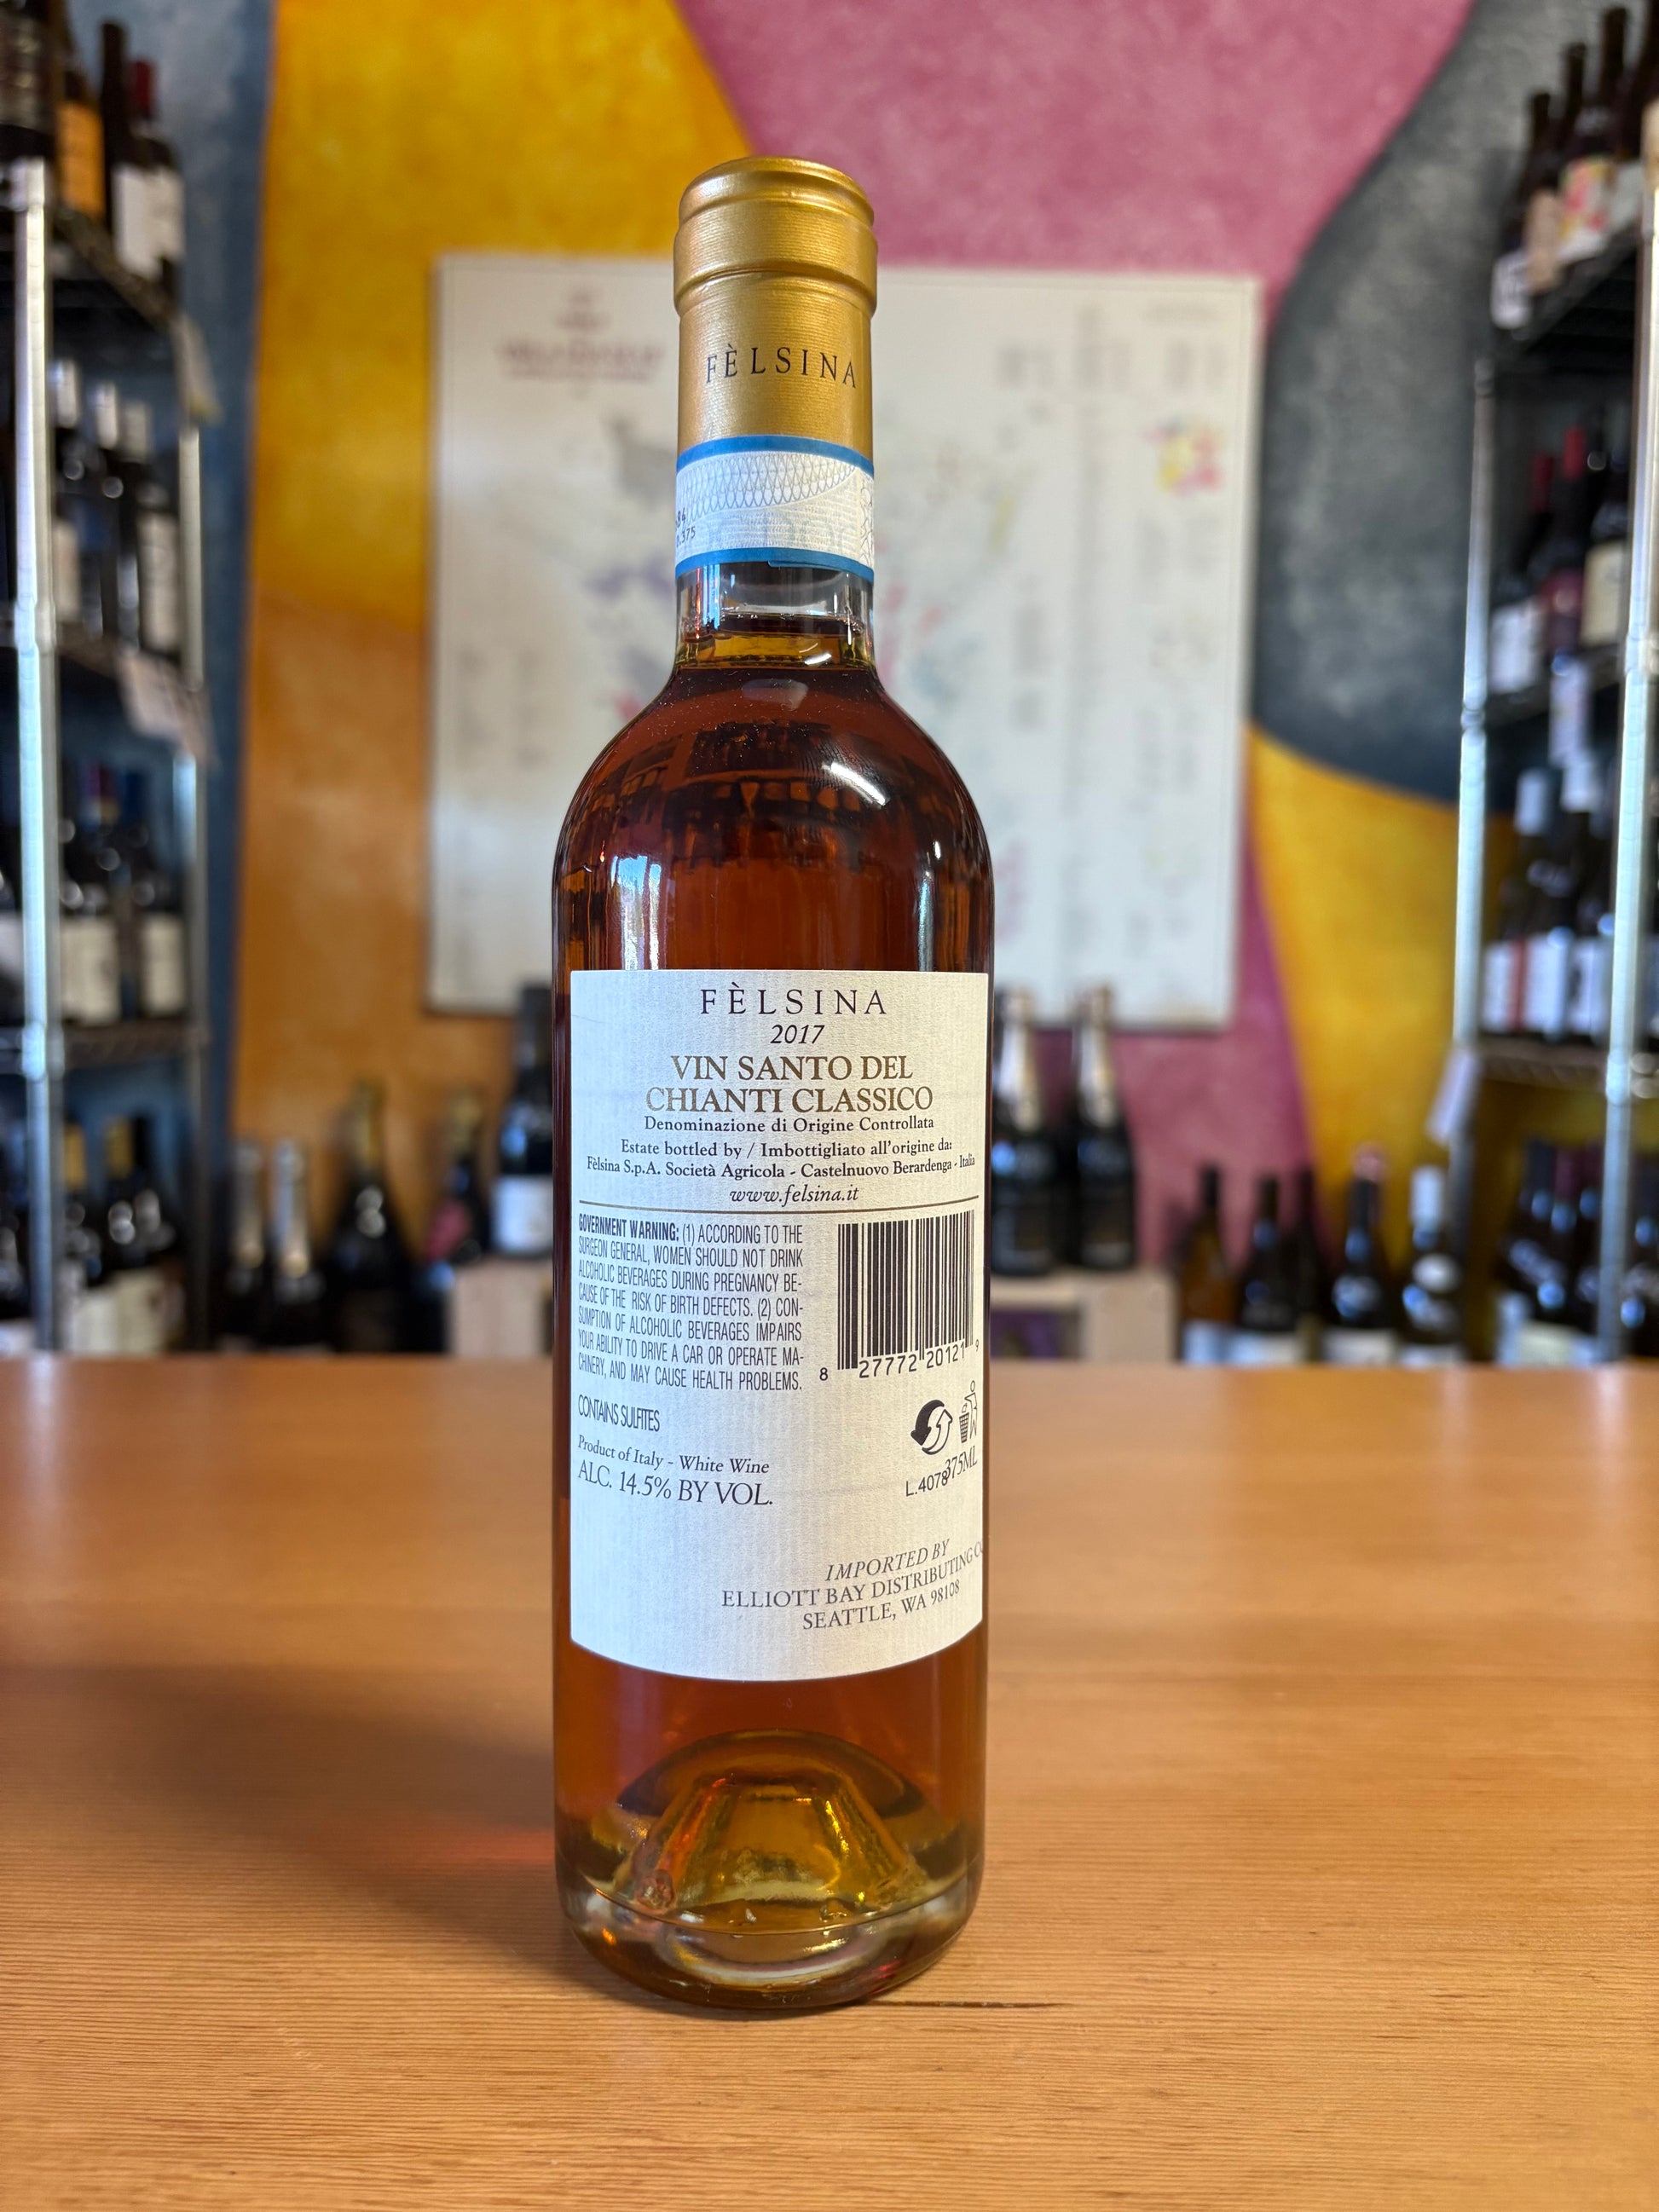 FÈLSINA
0.375
FÈLSINA
2017
VIN SANTO DEL
CHIANTI CLASSICO
Denominazione di Origine Controllata
Estate bottled by / Imbottigliato all'origine da:
Fèlsina S.p.A. Società Agricola - Castelnuovo Berardenga - Italia
www.felsina.it
GOVERNMENT WARNING: (1) ACCORDING TO THE
SURGEON GENERAL, WOMEN SHOULD NOT DRINK
ALCOHOLIC BEVERAGES DURING PREGNANCY BE-
CAUSE OF THE RISK OF BIRTH DEFECTS. (2) CON-
SUMPTION OF ALCOHOLIC BEVERAGES IMPAIRS
YOUR ABILITY TO DRIVE A CAR OR OPERATE MA-
CHINERY, AND MAY CAUSE HEALTH PROBLEMS.
8 27772 20121 9
CONTAINS SULFITES
Product of Italy - White Wine
ALC. 14.5% BY VOL.
375ML
L.4078
IMPORTED BY
ELLIOTT BAY DISTRIBUTING CO
SEATTLE, WA 98108